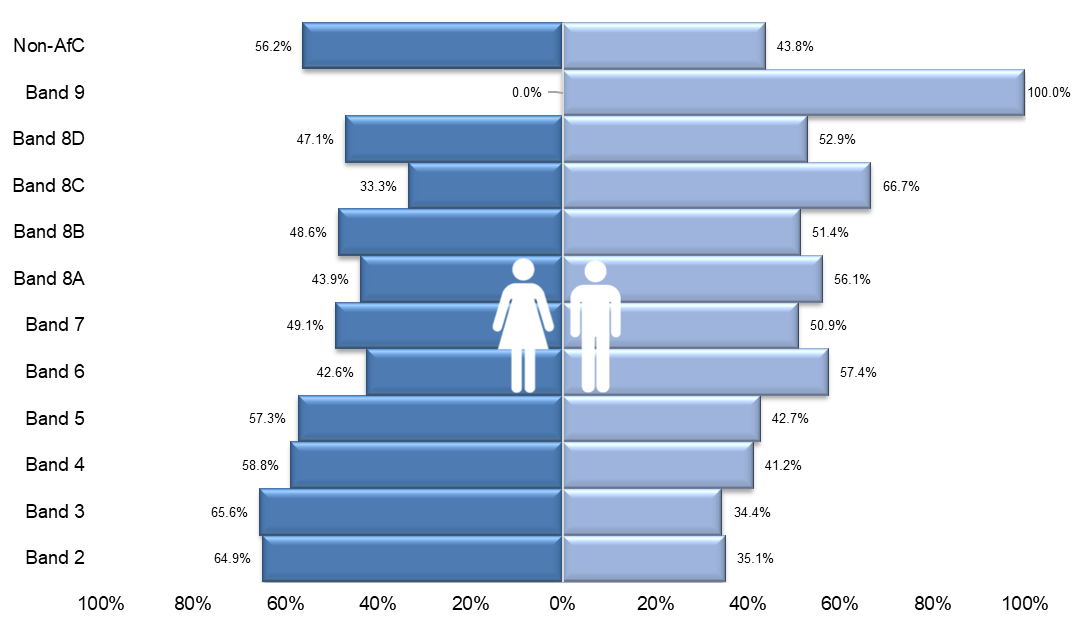 Non-AfC 56.2% 43.8%
Band 9 0.0% 100.0%
Band 8D 47.1% 52.9%
Band 8C 33.3% 66.7%
Band 8B 48.6% 51.4%
Band 8A 43.9% 56.1%
Band 7 49.1% 50.9%
Band 6 42.6% 57.4%
Band 5 57.3% 42.7%
Band 4 58.8% 41.2%
Band 3 65.6% 34.4%
Band 2 64.9% 35.1%
100% 80% 60% 40% 20% 0% 20% 40% 60% 80% 100%